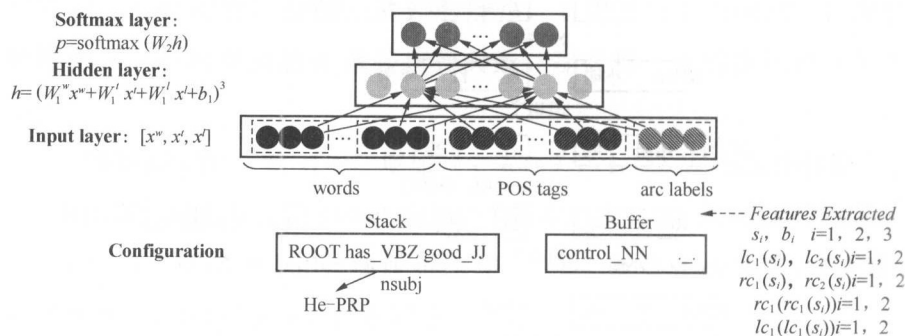 Softmax layer:
p=softmax (W₂h)
Hidden layer:
h= (W₁ʷxʷ+W₁ᵗ xᵗ+W₁ˡ xˡ+b₁)³
Input layer: [xʷ, xᵗ, xˡ]
...
...
... ...
words POS tags arc labels
Stack Buffer
Configuration
ROOT has_VBZ good_JJ
control_NN ._.
nsubj
He-PRP
Features Extracted
sᵢ, bᵢ i=1, 2, 3
lc₁(sᵢ), lc₂(sᵢ)i=1, 2
rc₁(sᵢ), rc₂(sᵢ)i=1, 2
rc₁(rc₁(sᵢ))i=1, 2
lc₁(lc₁(sᵢ))i=1, 2